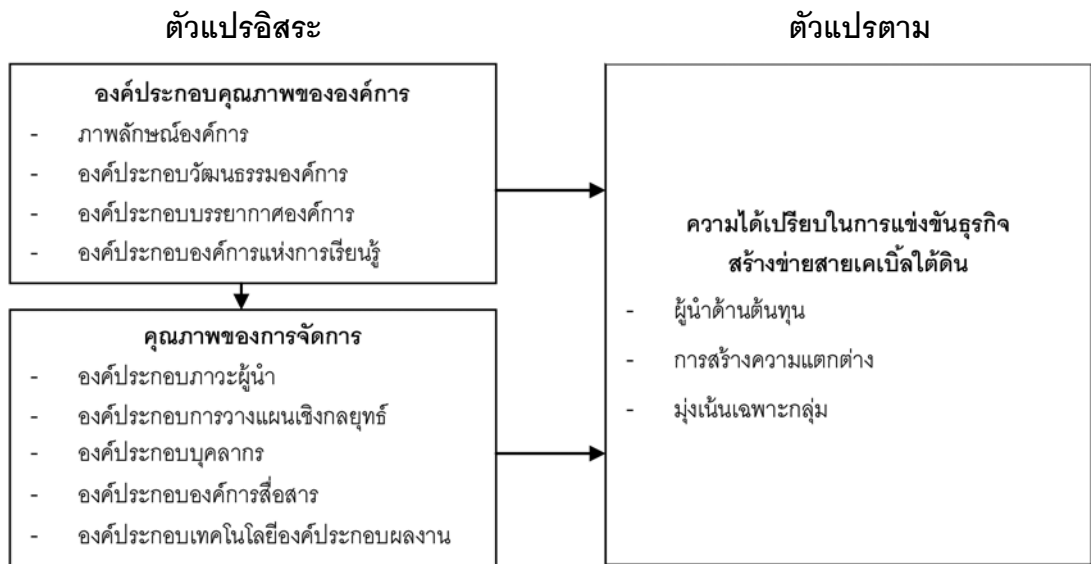 ตัวแปรอิสระ
องค์ประกอบคุณภาพขององค์การ
- ภาพลักษณ์องค์การ
- องค์ประกอบวัฒนธรรมองค์การ
- องค์ประกอบบรรยากาศองค์การ
- องค์ประกอบองค์การแห่งการเรียนรู้
คุณภาพของการจัดการ
- องค์ประกอบภาวะผู้นำ
- องค์ประกอบการวางแผนเชิงกลยุทธ์
- องค์ประกอบบุคลากร
- องค์ประกอบองค์การสื่อสาร
- องค์ประกอบเทคโนโลยีองค์ประกอบผลงาน
ตัวแปรตาม
ความได้เปรียบในการแข่งขันธุรกิจ
สร้างข่ายสายเคเบิ้ลใต้ดิน
- ผู้นำด้านต้นทุน
- การสร้างความแตกต่าง
- มุ่งเน้นเฉพาะกลุ่ม